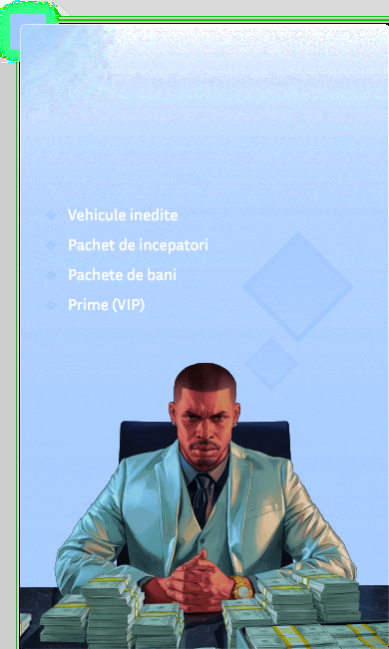 Vehicule inedite
Pachet de incepatori
Pachete de bani
Prime (VIP)